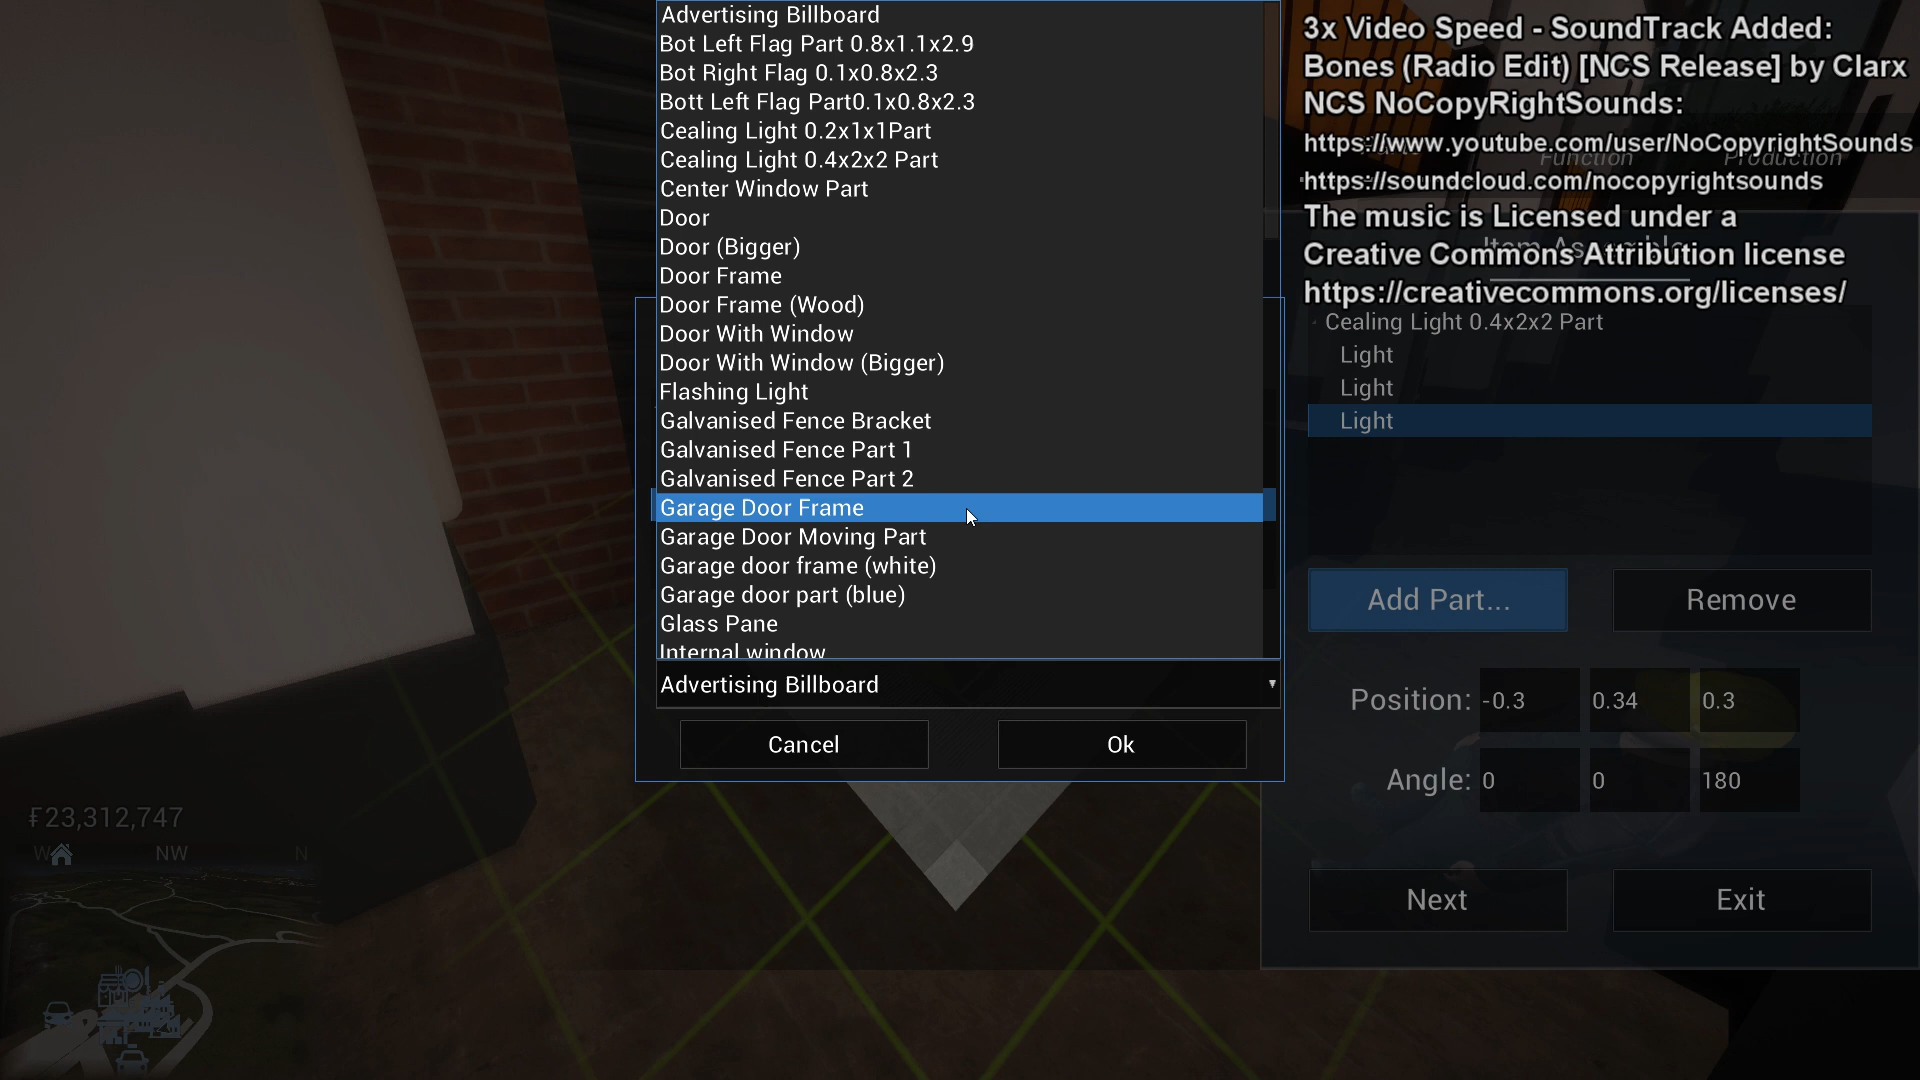 Advertising Billboard
Bot Left Flag Part 0.8x1.1x2.9
Bot Right Flag 0.1x0.8x2.3
Bott Left Flag Part0.1x0.8x2.3
Cealing Light 0.2x1x1Part
Cealing Light 0.4x2x2 Part
Center Window Part
Door
Door (Bigger)
Door Frame
Door Frame (Wood)
Door With Window
Door With Window (Bigger)
Flashing Light
Galvanised Fence Bracket
Galvanised Fence Part 1
Galvanised Fence Part 2
Garage Door Frame
Garage Door Moving Part
Garage door frame (white)
Garage door part (blue)
Glass Pane
Internal window
Advertising Billboard
Cancel
Ok
3x Video Speed - SoundTrack Added:
Bones (Radio Edit) [NCS Release] by Clarx
NCS NoCopyRightSounds:
https://www.youtube.com/user/NoCopyrightSounds
Function
Production
https://soundcloud.com/nocopyrightsounds
The music is Licensed under a
Creative Commons Attribution license
https://creativecommons.org/licenses/
Cealing Light 0.4x2x2 Part
Light
Light
Light
Add Part...
Remove
Position: -0.3 0.34 0.3
Angle: 0 0 180
Next
Exit
₣23,312,747
W NW N